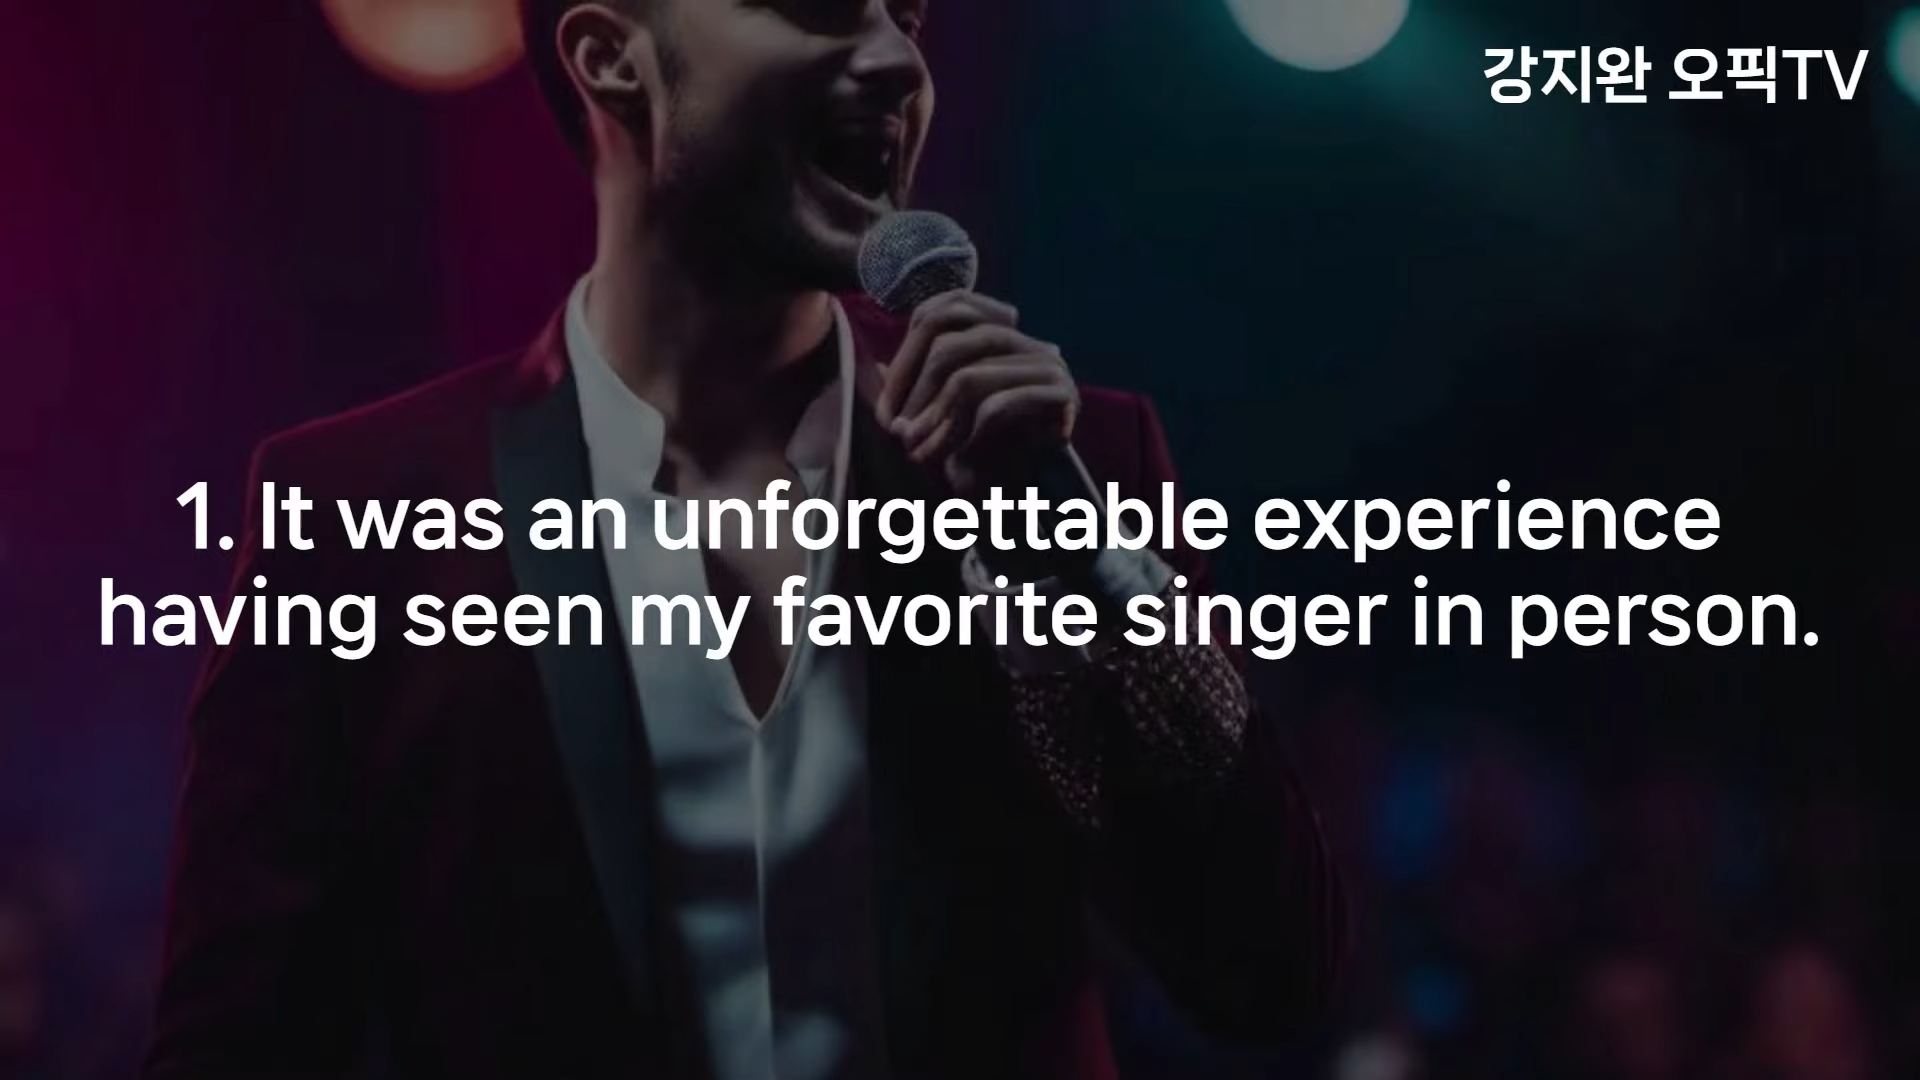 강지완 오픽TV
1. It was an unforgettable experience
having seen my favorite singer in person.